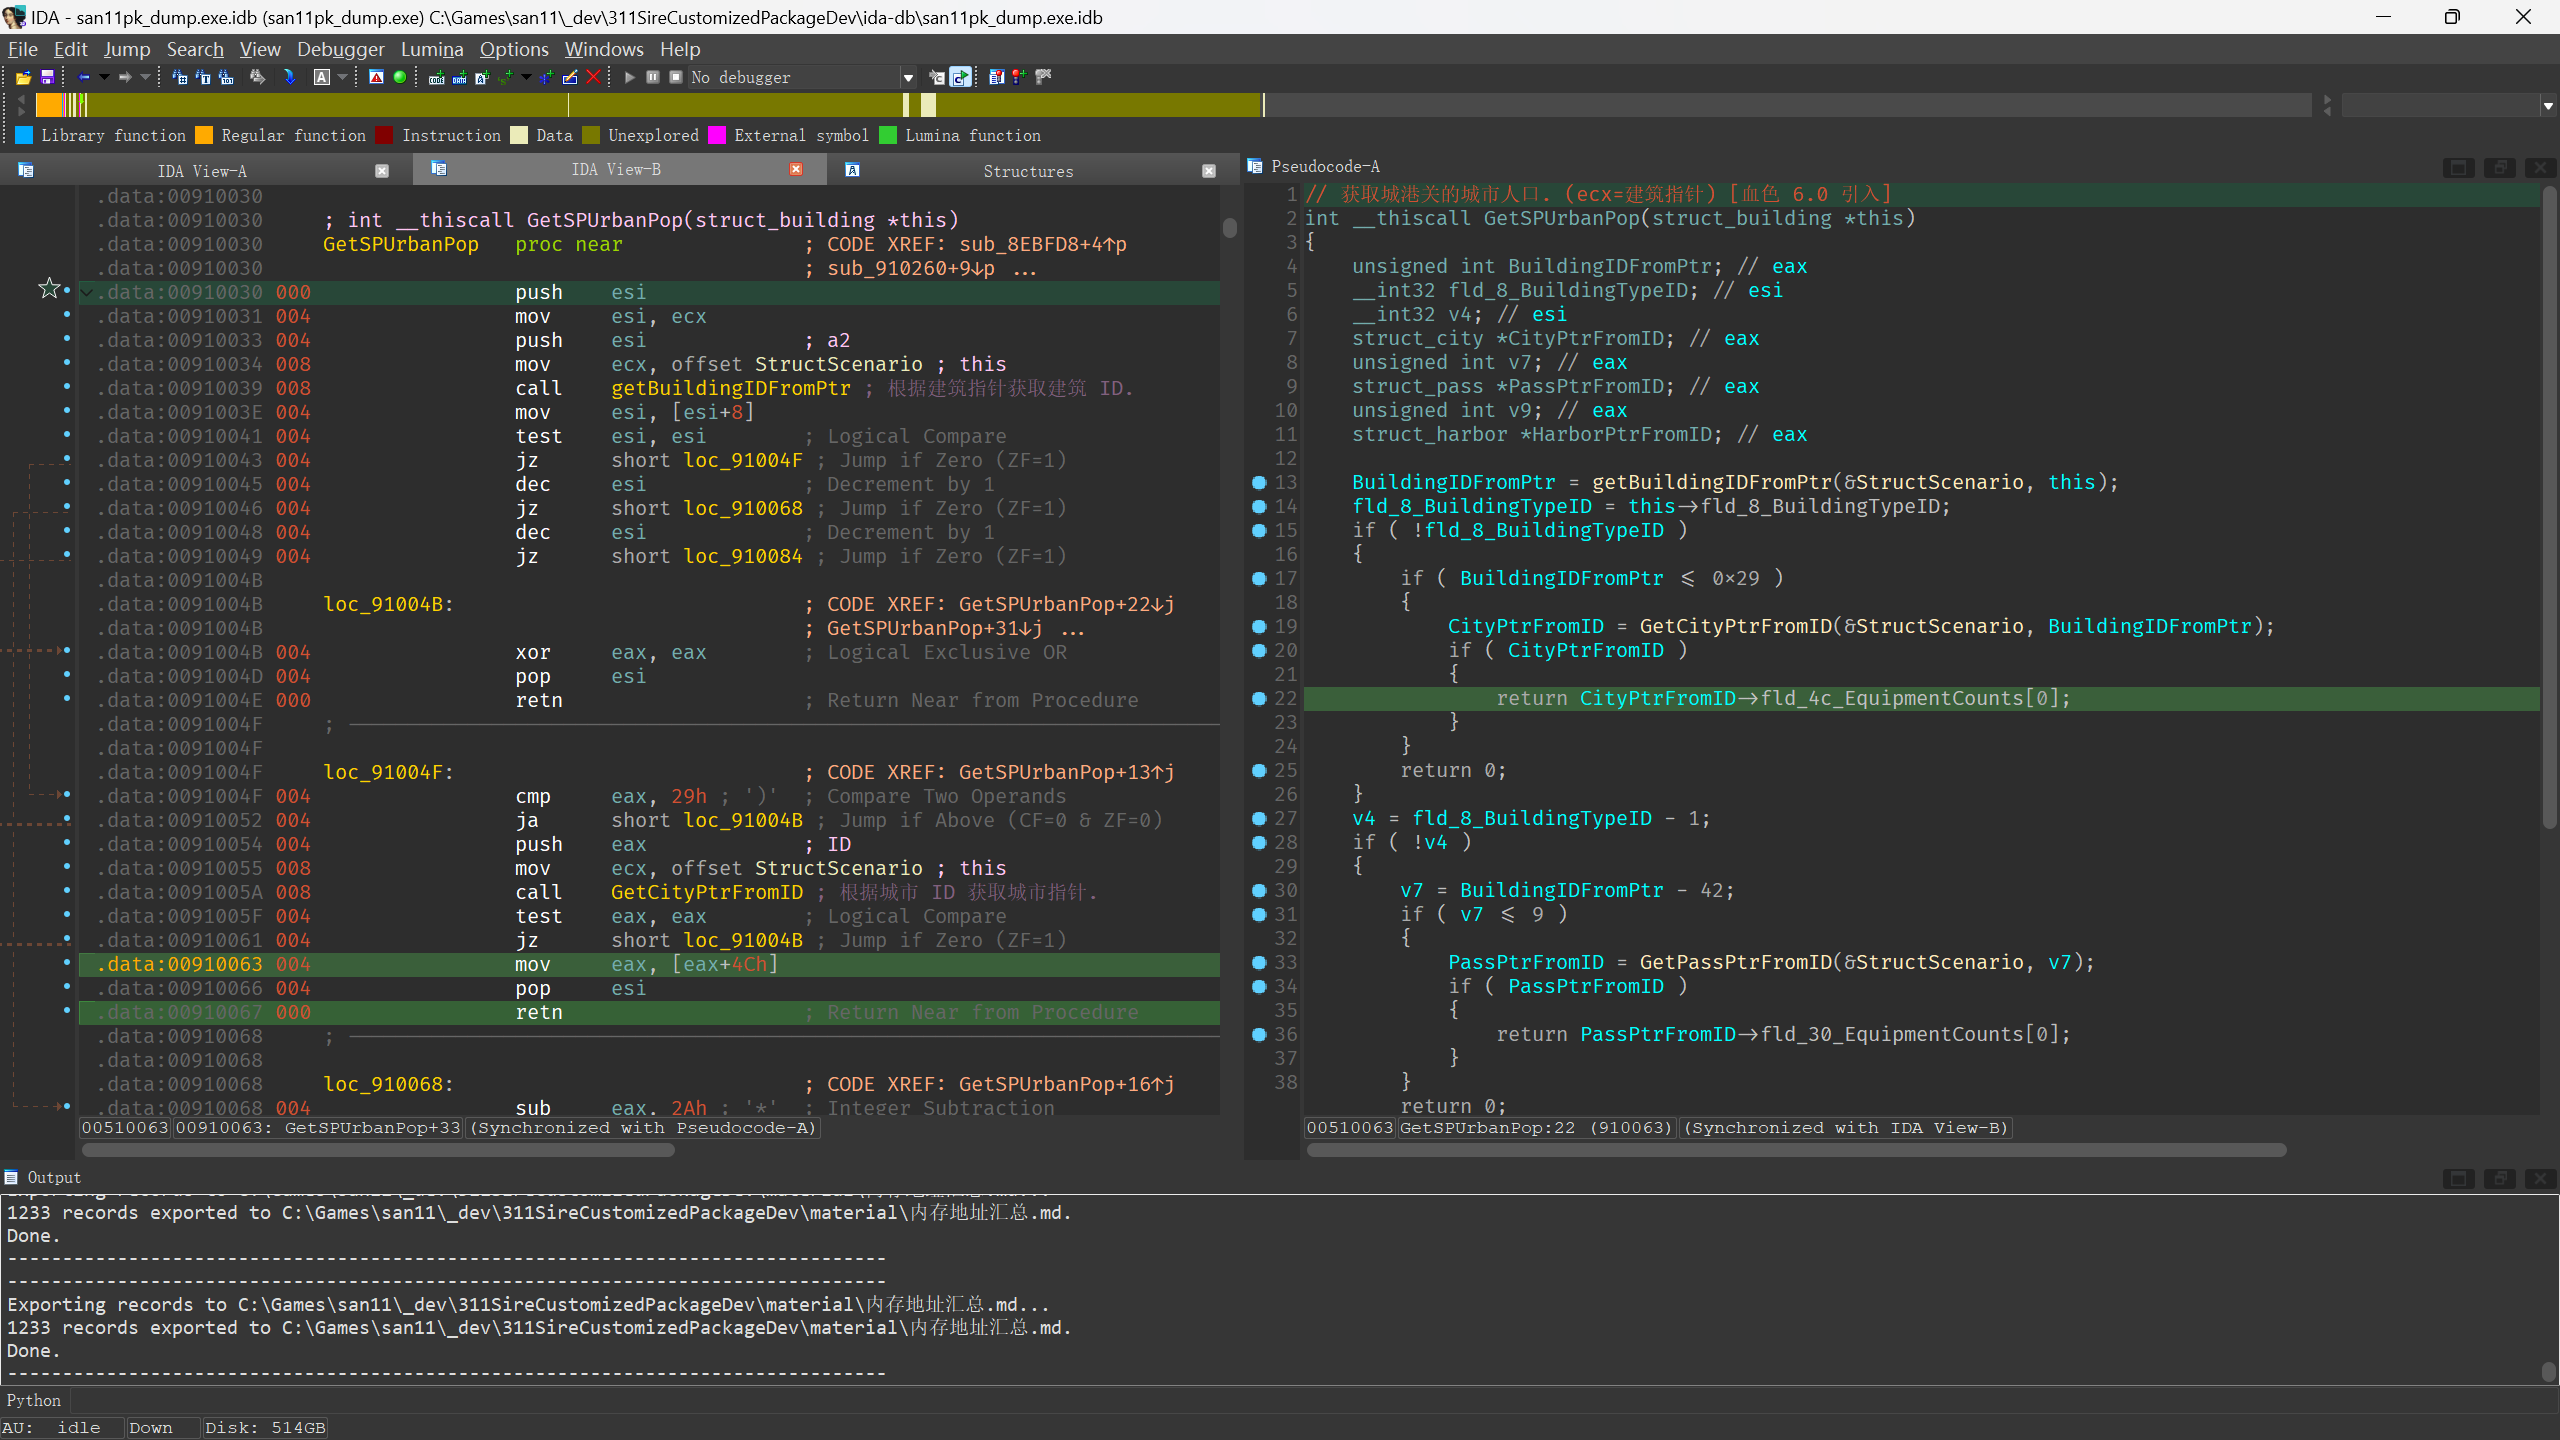 IDA - san11pk_dump.exe.idb (san11pk_dump.exe) C:\Games\san11\_dev\311SireCustomizedPackageDev\ida-db\san11pk_dump.exe.idb
File Edit Jump Search View Debugger Lumina Options Windows Help
No debugger
Library function Regular function Instruction Data Unexplored External symbol Lumina function
IDA View-A IDA View-B Structures
.data:00910030
.data:00910030 ; int __thiscall GetSPUrbanPop(struct_building *this)
.data:00910030 GetSPUrbanPop proc near ; CODE XREF: sub_8EBFD8+4↑p
.data:00910030 ; sub_910260+9↓p ...
.data:00910030 000 push esi
.data:00910031 004 mov esi, ecx
.data:00910033 004 push esi ; a2
.data:00910034 008 mov ecx, offset StructScenario ; this
.data:00910039 008 call getBuildingIDFromPtr ; 根据建筑指针获取建筑 ID.
.data:0091003E 004 mov esi, [esi+8]
.data:00910041 004 test esi, esi ; Logical Compare
.data:00910043 004 jz short loc_91004F ; Jump if Zero (ZF=1)
.data:00910045 004 dec esi ; Decrement by 1
.data:00910046 004 jz short loc_910068 ; Jump if Zero (ZF=1)
.data:00910048 004 dec esi ; Decrement by 1
.data:00910049 004 jz short loc_910084 ; Jump if Zero (ZF=1)
.data:0091004B
.data:0091004B loc_91004B: ; CODE XREF: GetSPUrbanPop+22↓j
.data:0091004B ; GetSPUrbanPop+31↓j ...
.data:0091004B 004 xor eax, eax ; Logical Exclusive OR
.data:0091004D 004 pop esi
.data:0091004E 000 retn ; Return Near from Procedure
.data:0091004F ;
.data:0091004F
.data:0091004F loc_91004F: ; CODE XREF: GetSPUrbanPop+13↑j
.data:0091004F 004 cmp eax, 29h ; ')' ; Compare Two Operands
.data:00910052 004 ja short loc_91004B ; Jump if Above (CF=0 & ZF=0)
.data:00910054 004 push eax ; ID
.data:00910055 008 mov ecx, offset StructScenario ; this
.data:0091005A 008 call GetCityPtrFromID ; 根据城市 ID 获取城市指针.
.data:0091005F 004 test eax, eax ; Logical Compare
.data:00910061 004 jz short loc_91004B ; Jump if Zero (ZF=1)
.data:00910063 004 mov eax, [eax+4Ch]
.data:00910066 004 pop esi
.data:00910067 000 retn ; Return Near from Procedure
.data:00910068 ;
.data:00910068
.data:00910068 loc_910068: ; CODE XREF: GetSPUrbanPop+16↑j
.data:00910068 004 sub eax, 2Ah ; '*' ; Integer Subtraction
00510063 00910063: GetSPUrbanPop+33 (Synchronized with Pseudocode-A)
Pseudocode-A
1 // 获取城港关的城市人口. (ecx=建筑指针) [血色 6.0 引入]
2 int __thiscall GetSPUrbanPop(struct_building *this)
3 {
4 unsigned int BuildingIDFromPtr; // eax
5 __int32 fld_8_BuildingTypeID; // esi
6 __int32 v4; // esi
7 struct_city *CityPtrFromID; // eax
8 unsigned int v7; // eax
9 struct_pass *PassPtrFromID; // eax
10 unsigned int v9; // eax
11 struct_harbor *HarborPtrFromID; // eax
12
13 BuildingIDFromPtr = getBuildingIDFromPtr(&StructScenario, this);
14 fld_8_BuildingTypeID = this->fld_8_BuildingTypeID;
15 if ( !fld_8_BuildingTypeID )
16 {
17 if ( BuildingIDFromPtr <= 0x29 )
18 {
19 CityPtrFromID = GetCityPtrFromID(&StructScenario, BuildingIDFromPtr);
20 if ( CityPtrFromID )
21 {
22 return CityPtrFromID->fld_4c_EquipmentCounts[0];
23 }
24 }
25 return 0;
26 }
27 v4 = fld_8_BuildingTypeID - 1;
28 if ( !v4 )
29 {
30 v7 = BuildingIDFromPtr - 42;
31 if ( v7 <= 9 )
32 {
33 PassPtrFromID = GetPassPtrFromID(&StructScenario, v7);
34 if ( PassPtrFromID )
35 {
36 return PassPtrFromID->fld_30_EquipmentCounts[0];
37 }
38 }
return 0;
00510063 GetSPUrbanPop:22 (910063) (Synchronized with IDA View-B)
Output
1233 records exported to C:\Games\san11\_dev\311SireCustomizedPackageDev\material\内存地址汇总.md.
Done.
--------------------------------------------------------------------------------
--------------------------------------------------------------------------------
Exporting records to C:\Games\san11\_dev\311SireCustomizedPackageDev\material\内存地址汇总.md...
1233 records exported to C:\Games\san11\_dev\311SireCustomizedPackageDev\material\内存地址汇总.md.
Done.
--------------------------------------------------------------------------------
Python
AU: idle Down Disk: 514GB